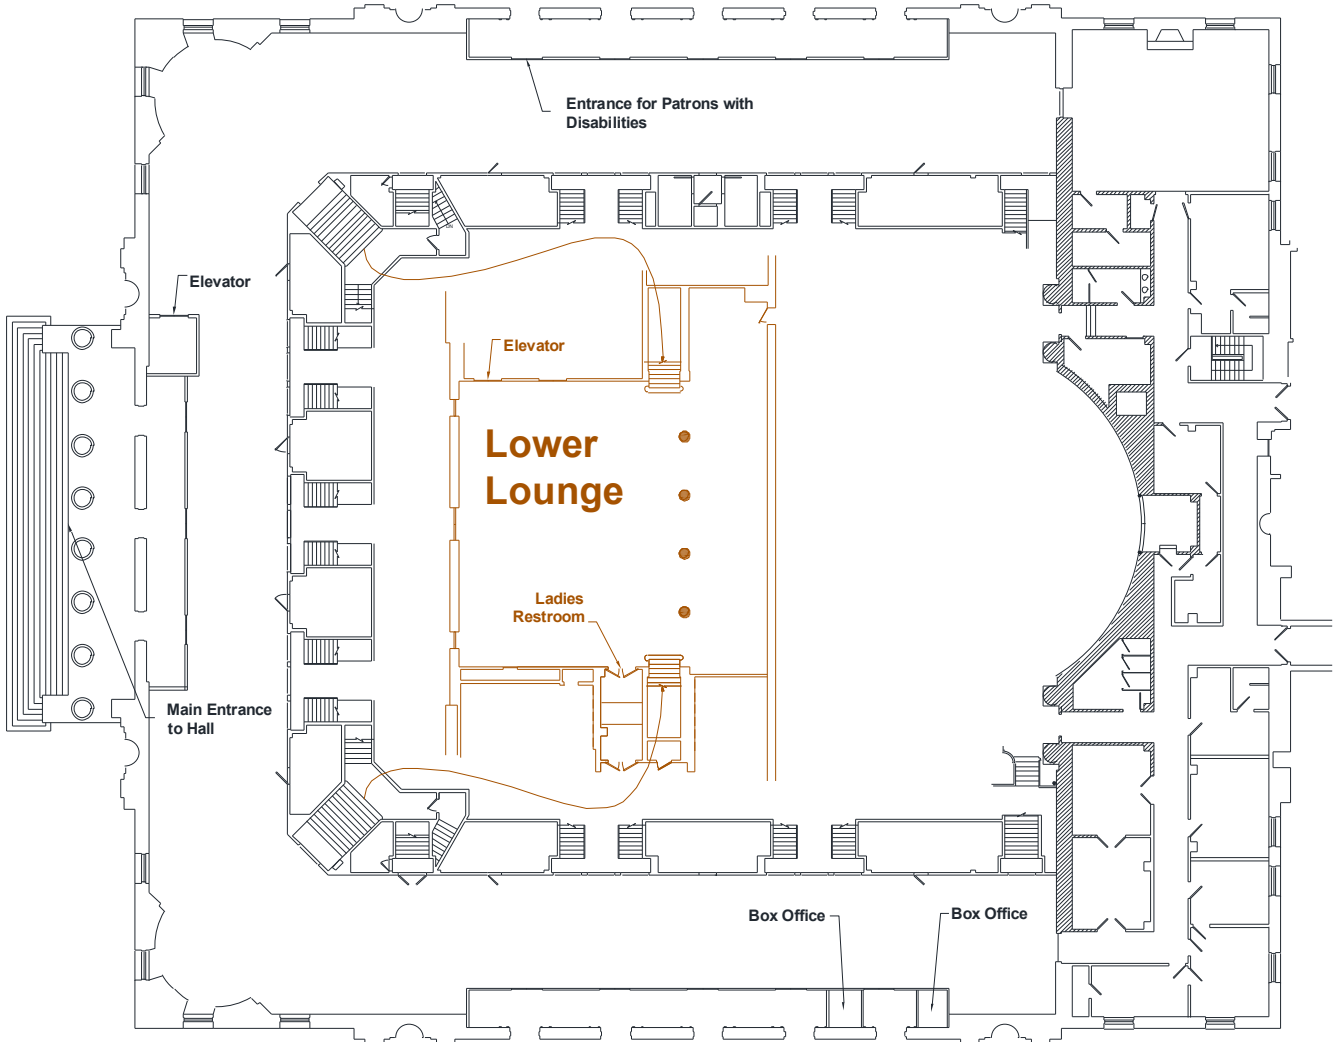 Entrance for Patrons with
Disabilities
Elevator
Elevator
Lower
Lounge
Ladies
Restroom
Main Entrance
to Hall
Box Office
Box Office